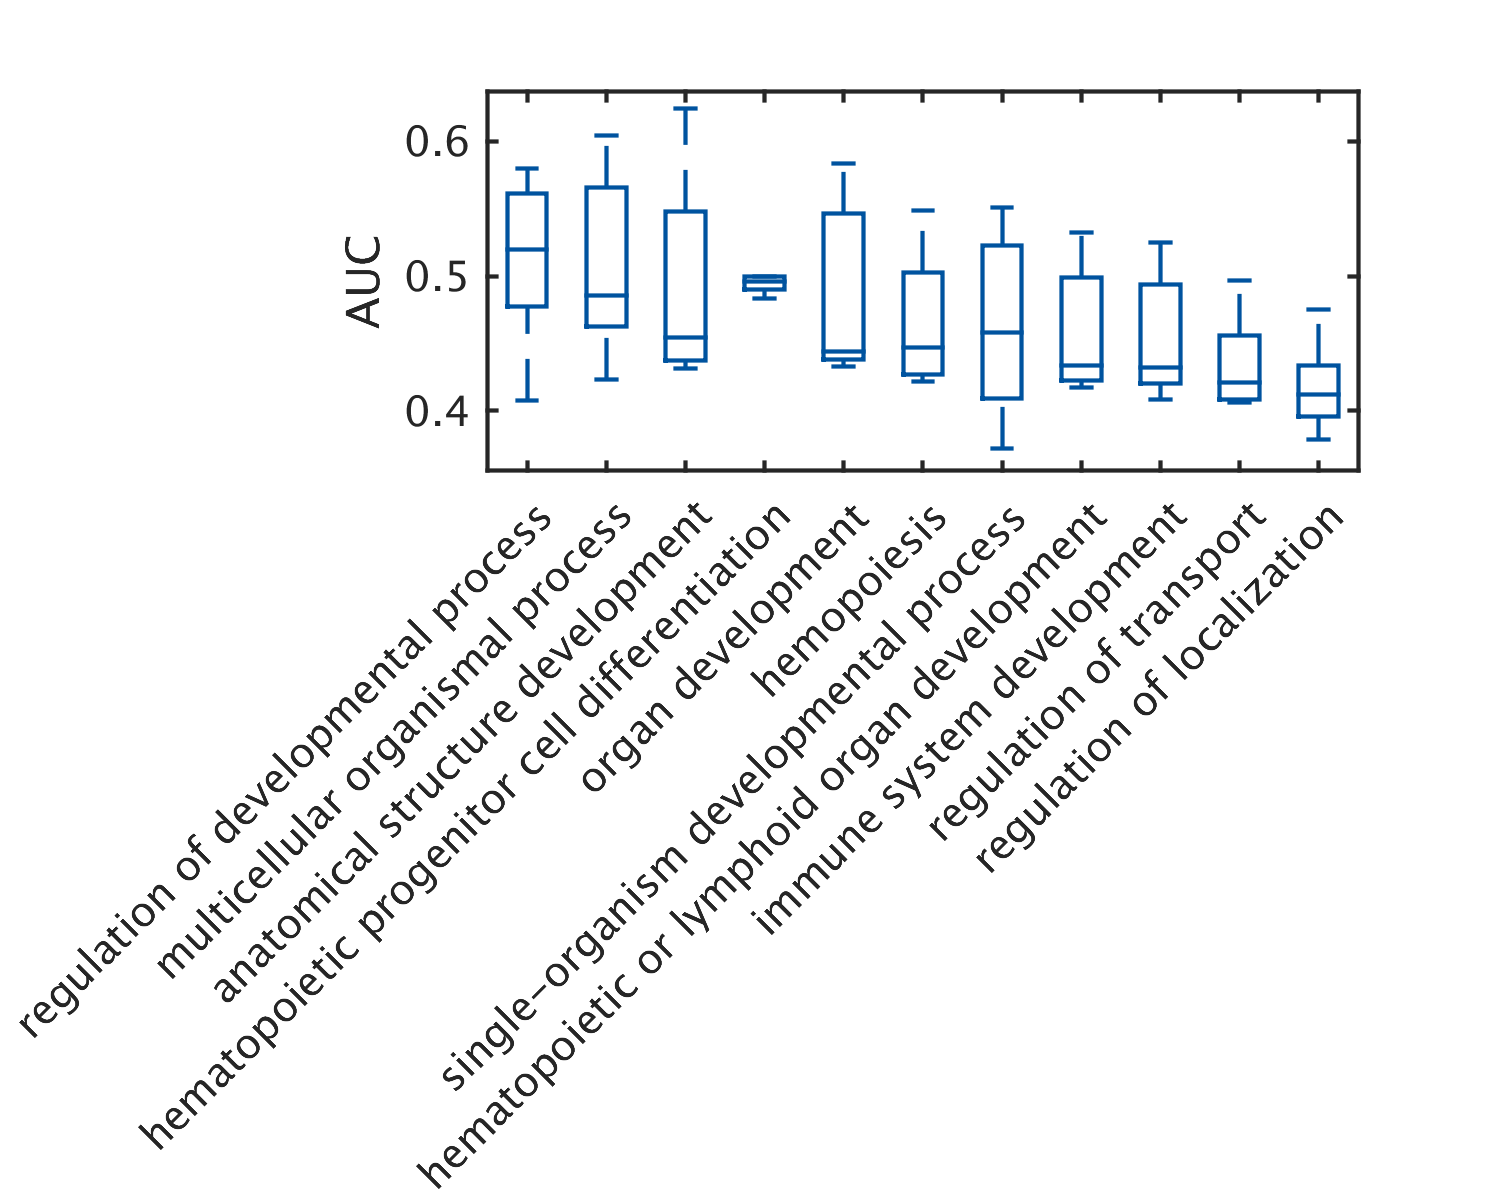 AUC
0.6
0.5
0.4
regulation of developmental process
multicellular organismal process
anatomical structure development
hematopoietic progenitor cell differentiation
organ development
hemopoiesis
single−organism developmental process
hematopoietic or lymphoid organ development
immune system development
regulation of transport
regulation of localization